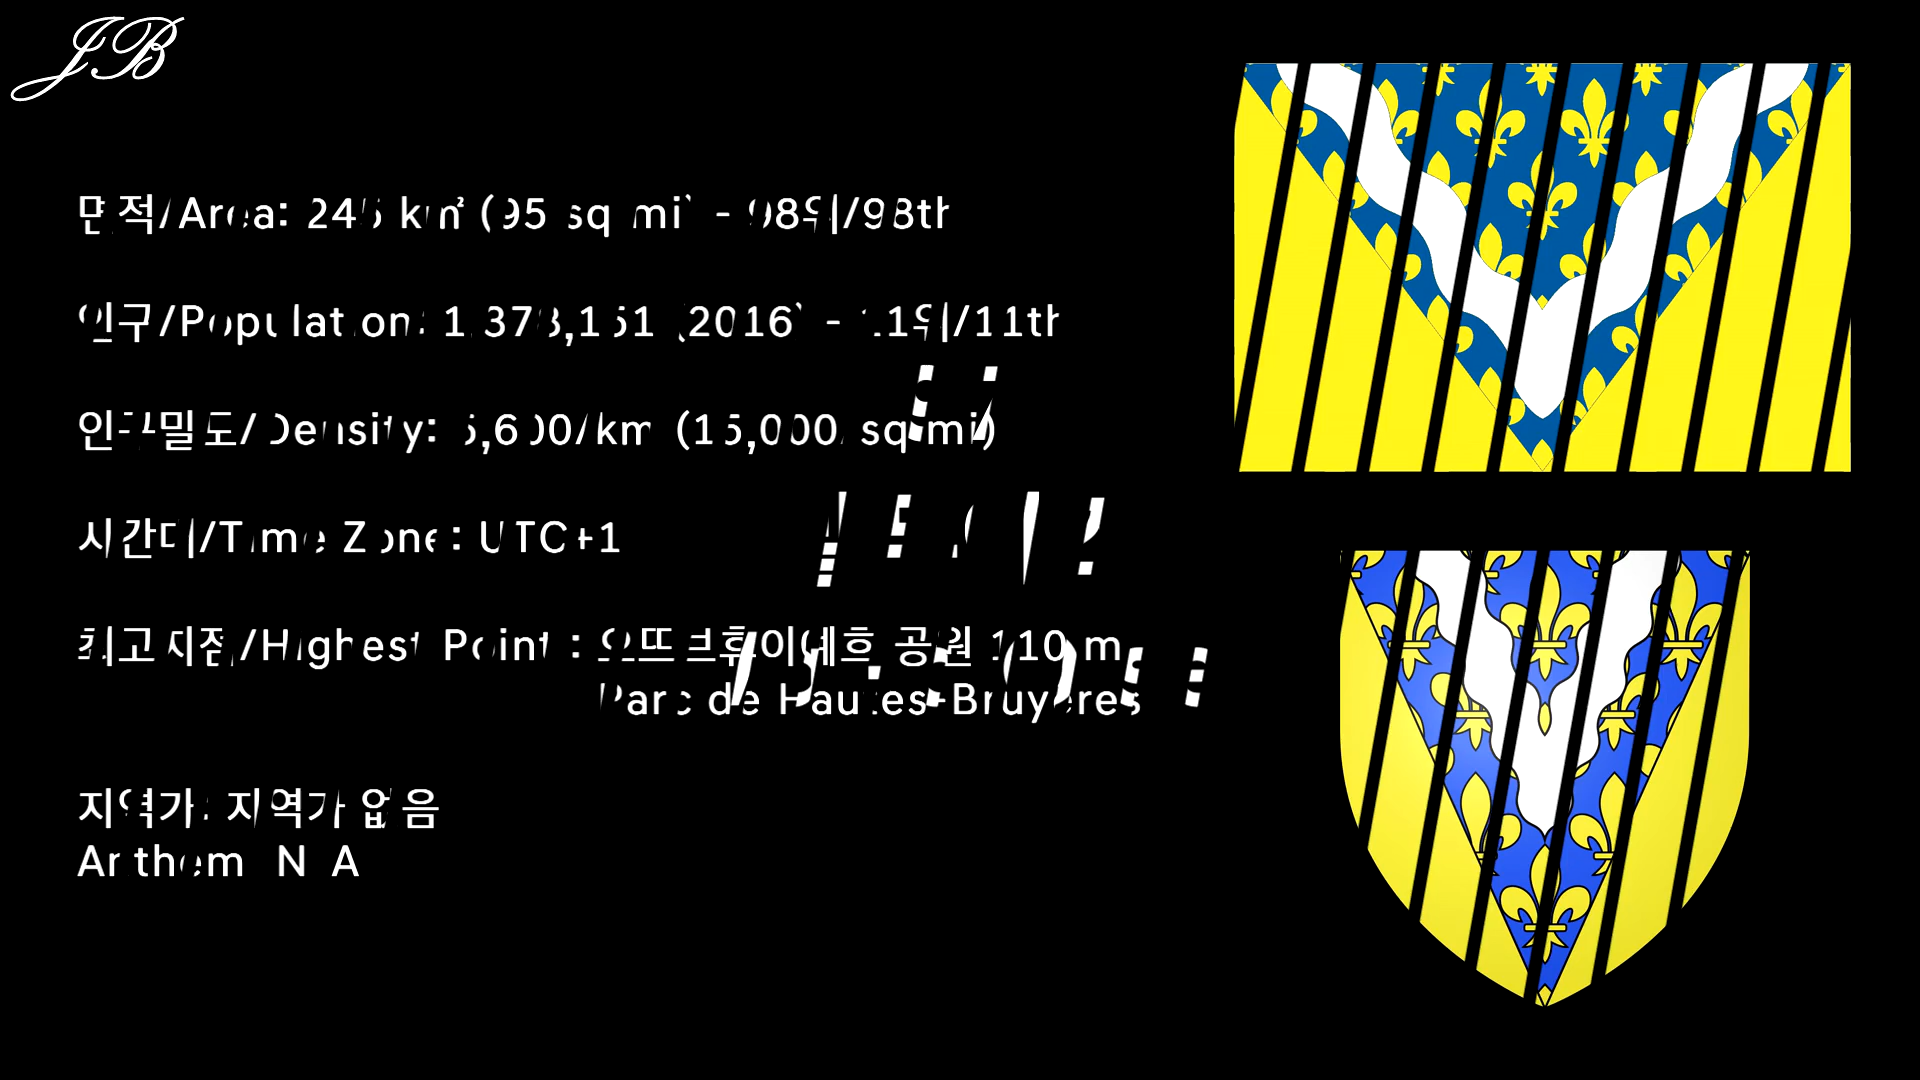 JB
면적/Area: 245 km² (95 sq mi) - 98위/98th
인구/Population: 1,378,151 (2016) - 11위/11th
인구밀도/Density: 5,600/km² (15,000/sq mi)
시간대/Time Zone: UTC+1
최고지점/Highest Point : 오뜨브휴이에흐 공원 110 m
Parc de Hautes-Bruyères
지역가: 지역가 없음
Anthem: N/A